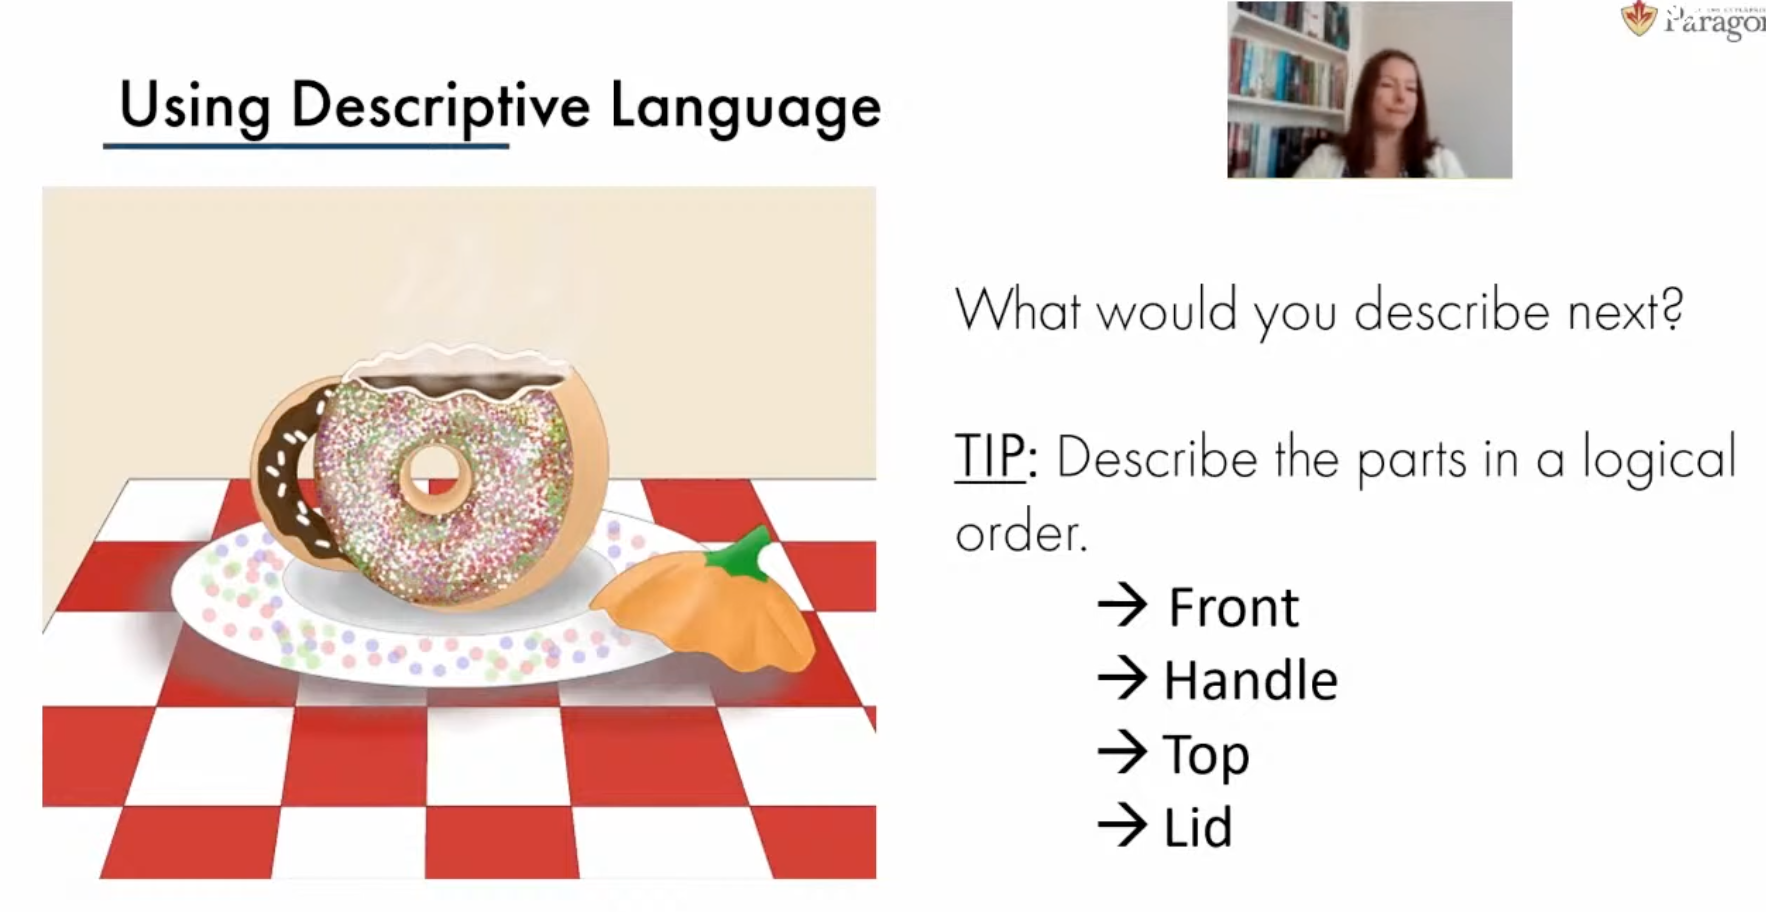 Using Descriptive Language
What would you describe next?
TIP: Describe the parts in a logical
order.
→ Front
→ Handle
→ Top
→ Lid